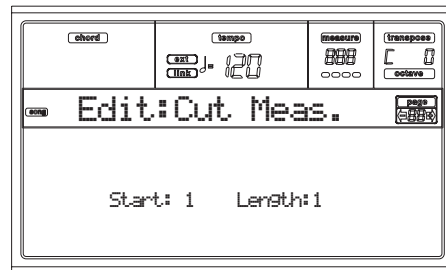 chord tempo measure transpose
ext link ♩= 120 888 C 0
octave
song Edit:Cut Meas. page
88
Start: 1 Length:1